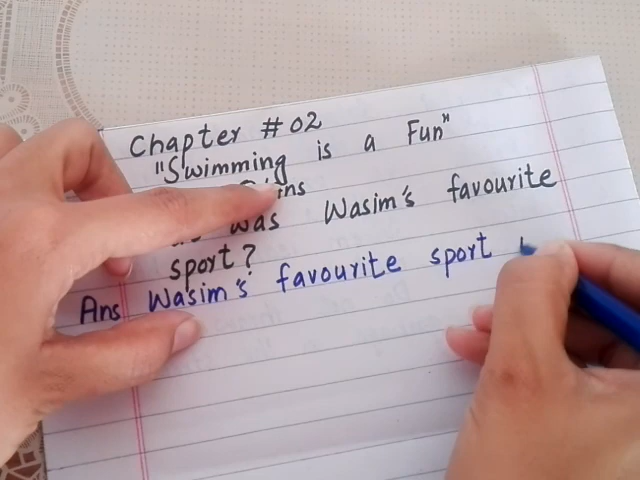 Chapter # 02
"Swimming is a Fun"
was Wasim's favourite
sport?
Ans Wasim's favourite sport